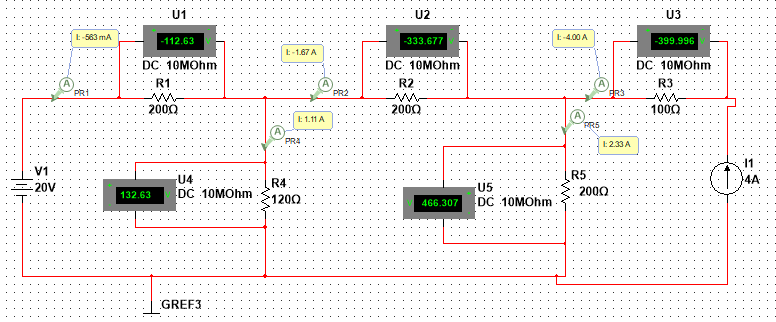 U1
U2
U3
I: -563 mA
-112.63
I: -1.67 A
-333.677
I: -4.00 A
-399.996
DC 10MOhm
DC 10MOhm
DC 10MOhm
A
PR1
R1
200Ω
A
PR2
R2
200Ω
A
PR3
R3
100Ω
I: 1.11 A
A
PR4
A
PR5
I: 2.33 A
V1
20V
U4
132.63
DC 10MOhm
R4
120Ω
U5
466.307
DC 10MOhm
R5
200Ω
I1
4A
GREF3